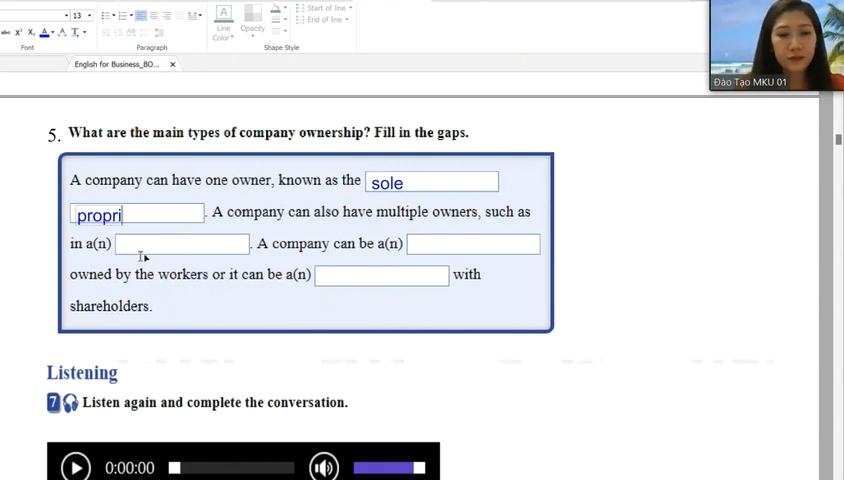 13
A
Line
Color
Opacity
Start of line
End of line
abc X² X₂ A T
Font
Paragraph
Shape Style
English for Business_BO... ×
Đào Tạo MKU 01
5. What are the main types of company ownership? Fill in the gaps.
A company can have one owner, known as the sole
propri . A company can also have multiple owners, such as
in a(n) . A company can be a(n)
owned by the workers or it can be a(n) with
shareholders.
Listening
7 Listen again and complete the conversation.
0:00:00